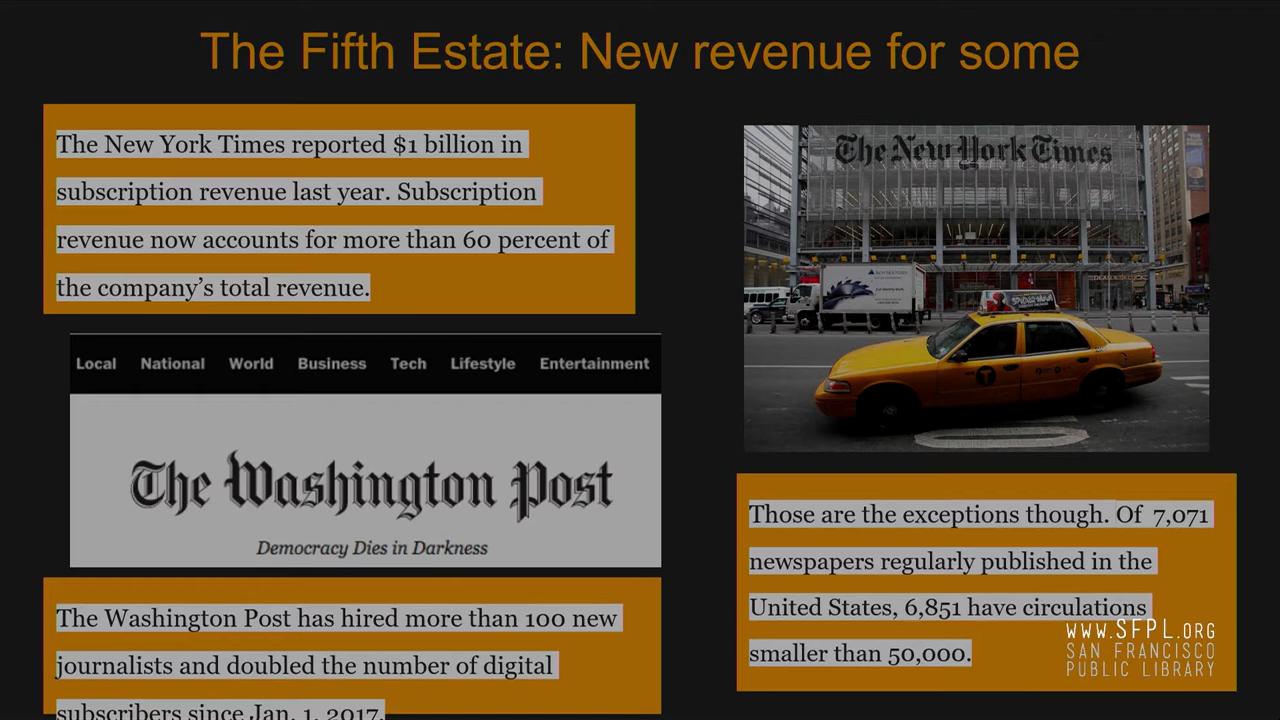 The Fifth Estate: New revenue for some
The New York Times reported $1 billion in
subscription revenue last year. Subscription
revenue now accounts for more than 60 percent of
the company's total revenue.
The New York Times
Local National World Business Tech Lifestyle Entertainment
The Washington Post
Democracy Dies in Darkness
The Washington Post has hired more than 100 new
journalists and doubled the number of digital
subscribers since Jan. 1, 2017.
Those are the exceptions though. Of 7,071
newspapers regularly published in the
United States, 6,851 have circulations
smaller than 50,000.
WWW.SFPL.ORG
SAN FRANCISCO
PUBLIC LIBRARY